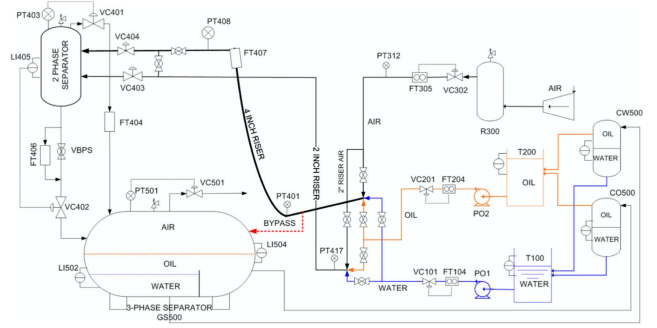 PT403
VC401
PT408
VC404
LI405
2 PHASE
SEPARATOR
FT407
VC403
PT312
FT305
VC302
AIR
R300
CW500
OIL
WATER
FT404
4 INCH RISER
2 INCH RISER
2" RISER AIR
AIR
T200
OIL
FT406
VBPS
VC402
PT501
VC501
PT401
BYPASS
OIL
VC201
FT204
PO2
CO500
OIL
WATER
AIR
LI504
PT417
LI502
OIL
WATER
WATER
VC101
FT104
PO1
T100
WATER
3-PHASE SEPARATOR
GS500